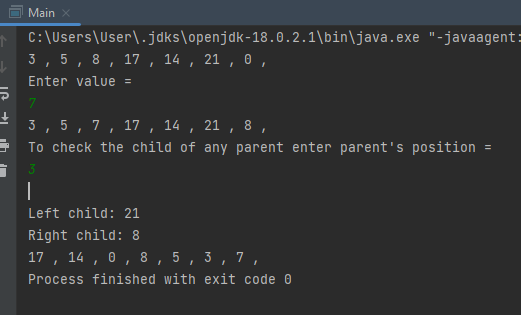 Main
C:\Users\User\.jdks\openjdk-18.0.2.1\bin\java.exe "-javaagent:
3 , 5 , 8 , 17 , 14 , 21 , 0 ,
Enter value =
7
3 , 5 , 7 , 17 , 14 , 21 , 8 ,
To check the child of any parent enter parent's position =
3
Left child: 21
Right child: 8
17 , 14 , 0 , 8 , 5 , 3 , 7 ,
Process finished with exit code 0